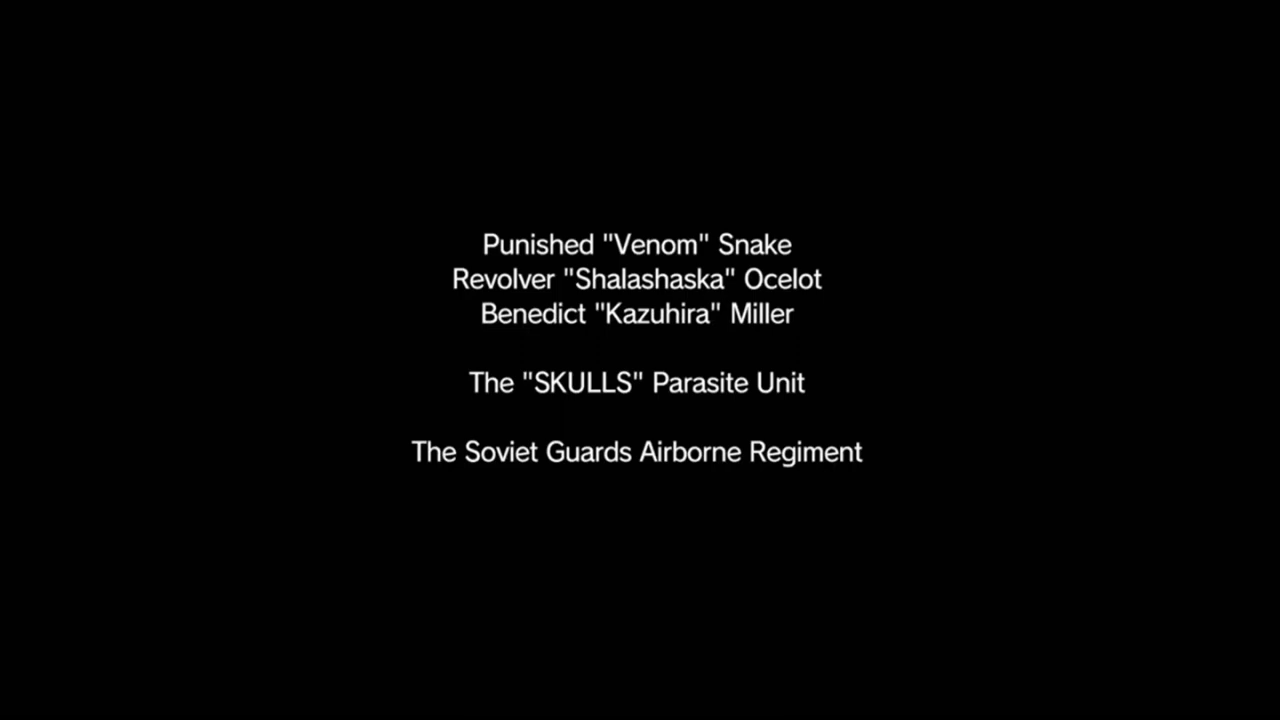 Punished "Venom" Snake
Revolver "Shalashaska" Ocelot
Benedict "Kazuhira" Miller
The "SKULLS" Parasite Unit
The Soviet Guards Airborne Regiment